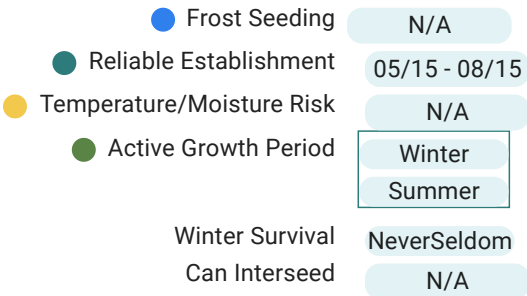 Frost Seeding N/A
Reliable Establishment 05/15 - 08/15
Temperature/Moisture Risk N/A
Active Growth Period Winter
Summer
Winter Survival NeverSeldom
Can Interseed N/A